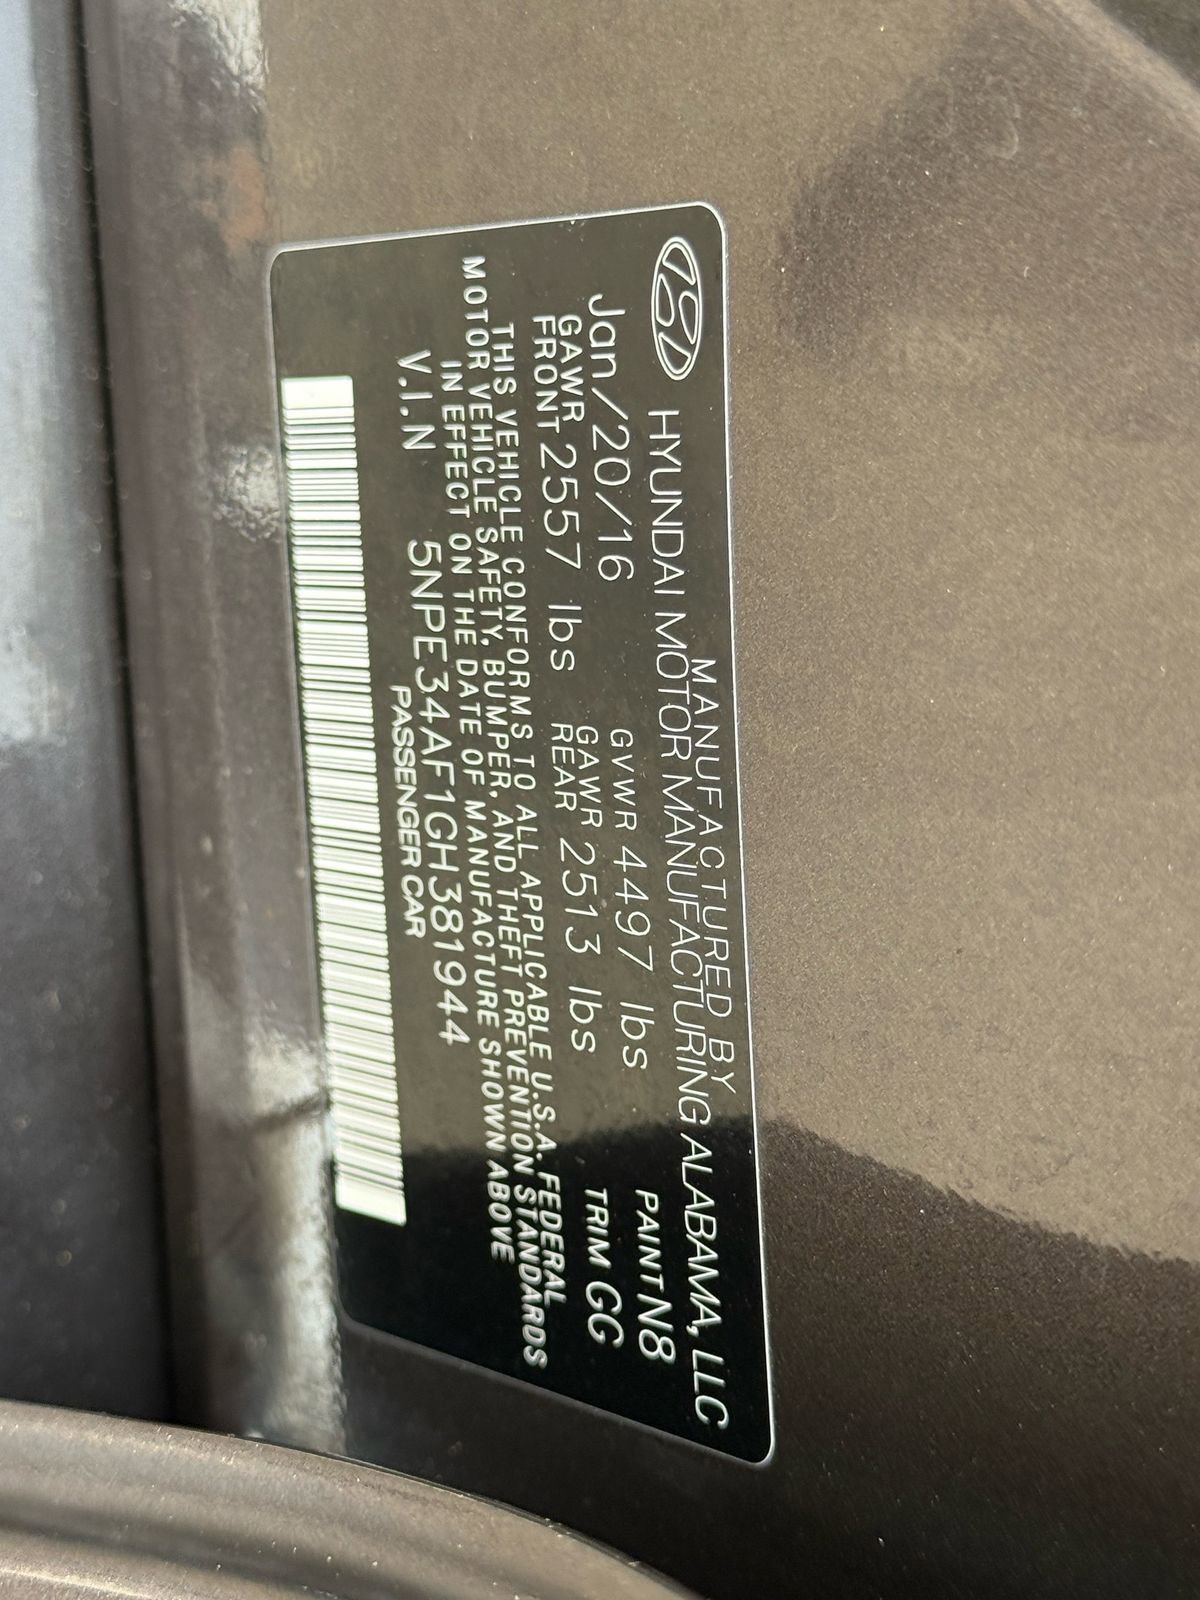 MANUFACTURED BY
HYUNDAI MOTOR MANUFACTURING ALABAMA, LLC
Jan/20/16 GVWR 4497 lbs PAINT N8
GAWR FRONT 2557 lbs GAWR REAR 2513 lbs TRIM GG
THIS VEHICLE CONFORMS TO ALL APPLICABLE U.S.A. FEDERAL
MOTOR VEHICLE SAFETY, BUMPER, AND THEFT PREVENTION STANDARDS
IN EFFECT ON THE DATE OF MANUFACTURE SHOWN ABOVE
V.I.N 5NPE34AF1GH381944
PASSENGER CAR